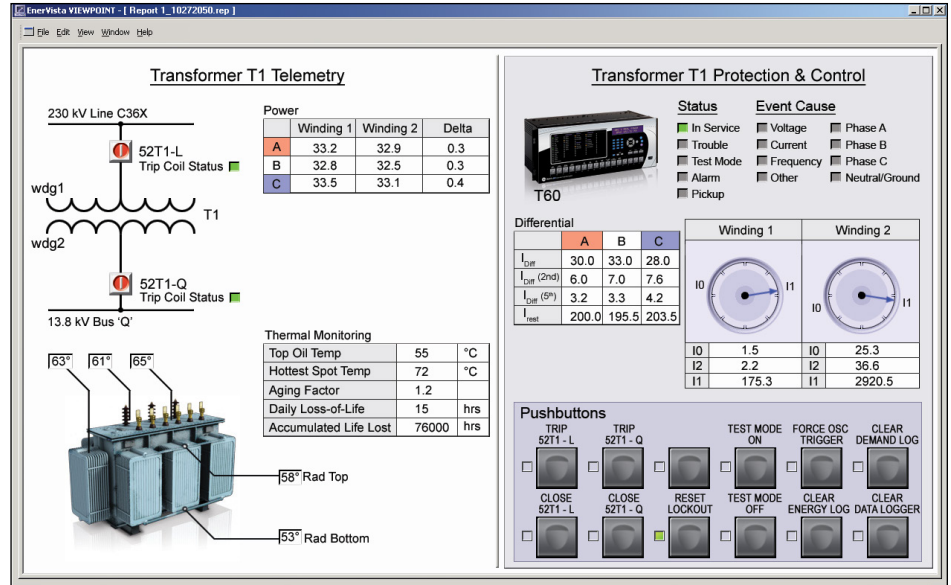 EnerVista VIEWPOINT - [ Report 1_10272050.rep ]
File Edit View Window Help
Transformer T1 Telemetry
230 kV Line C36X
52T1-L
Trip Coil Status
wdg1
T1
wdg2
52T1-Q
Trip Coil Status
13.8 kV Bus 'Q'
Power
Winding 1 Winding 2 Delta
A 33.2 32.9 0.3
B 32.8 32.5 0.3
C 33.5 33.1 0.4
Thermal Monitoring
Top Oil Temp 55 °C
Hottest Spot Temp 72 °C
Aging Factor 1.2
Daily Loss-of-Life 15 hrs
Accumulated Life Lost 76000 hrs
63° 61° 65°
58° Rad Top
53° Rad Bottom
Transformer T1 Protection & Control
T60
Status Event Cause
In Service Voltage Phase A
Trouble Current Phase B
Test Mode Frequency Phase C
Alarm Other Neutral/Ground
Pickup
Differential
A B C
IDiff 30.0 33.0 28.0
IDiff (2nd) 6.0 7.0 7.6
IDiff (5th) 3.2 3.3 4.2
Irest 200.0 195.5 203.5
Winding 1 Winding 2
I0 I1 I0 I1
I0 1.5 I0 25.3
I2 2.2 I2 36.6
I1 175.3 I1 2920.5
Pushbuttons
TRIP 52T1 - L
TRIP 52T1 - Q
TEST MODE ON
FORCE OSC TRIGGER
CLEAR DEMAND LOG
CLOSE 52T1 - L
CLOSE 52T1 - Q
RESET LOCKOUT
TEST MODE OFF
CLEAR ENERGY LOG
CLEAR DATA LOGGER